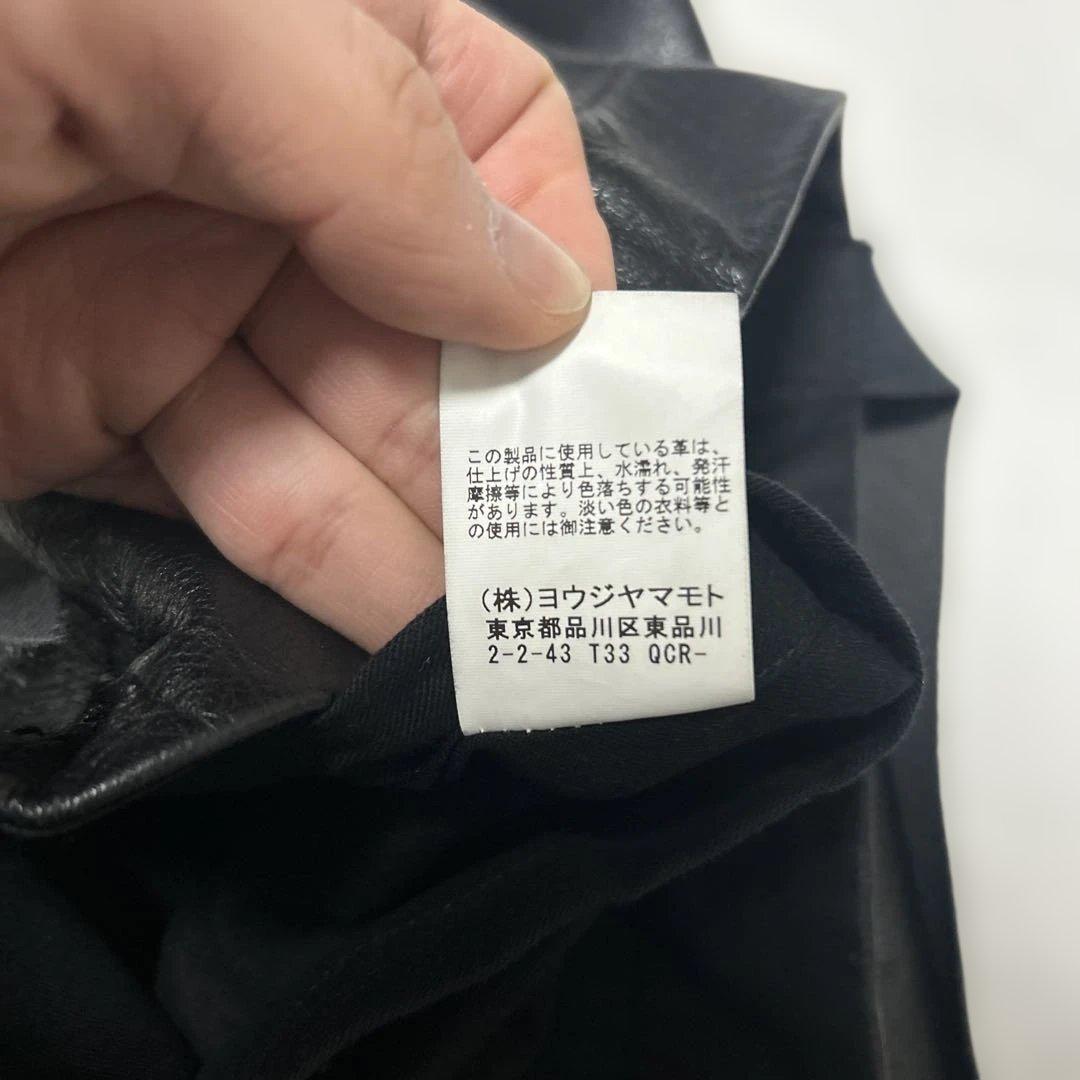 この製品に使用している革は、
仕上げの性質上、水濡れ、発汗
摩擦等により色落ちする可能性
があります。淡い色の衣料等と
の使用には御注意ください。
(株)ヨウジヤマモト
東京都品川区東品川
2-2-43 T33 QCR-